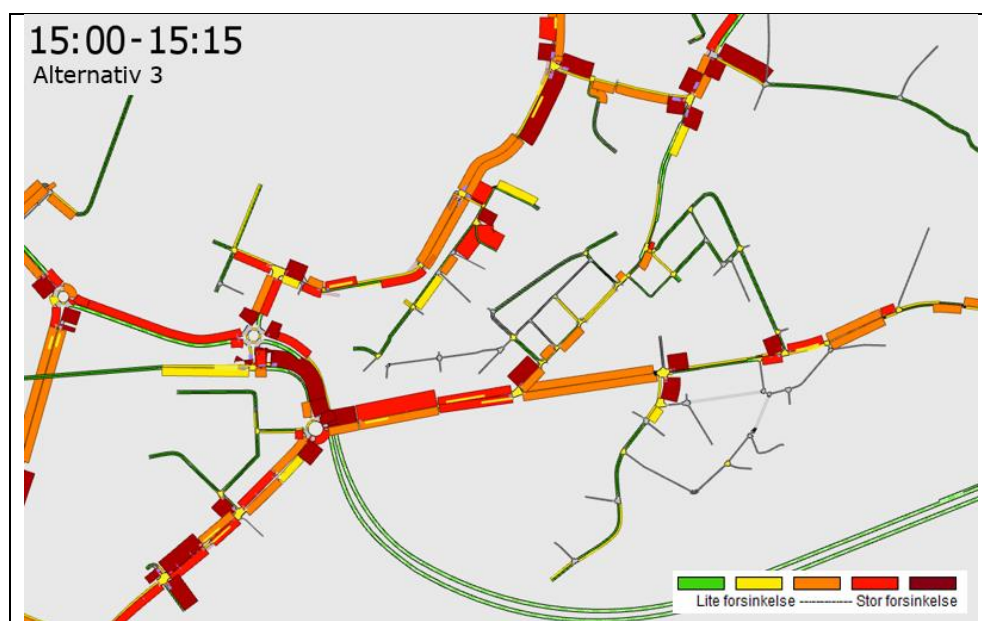 15:00-15:15
Alternativ 3
Lite forsinkelse ------------- Stor forsinkelse